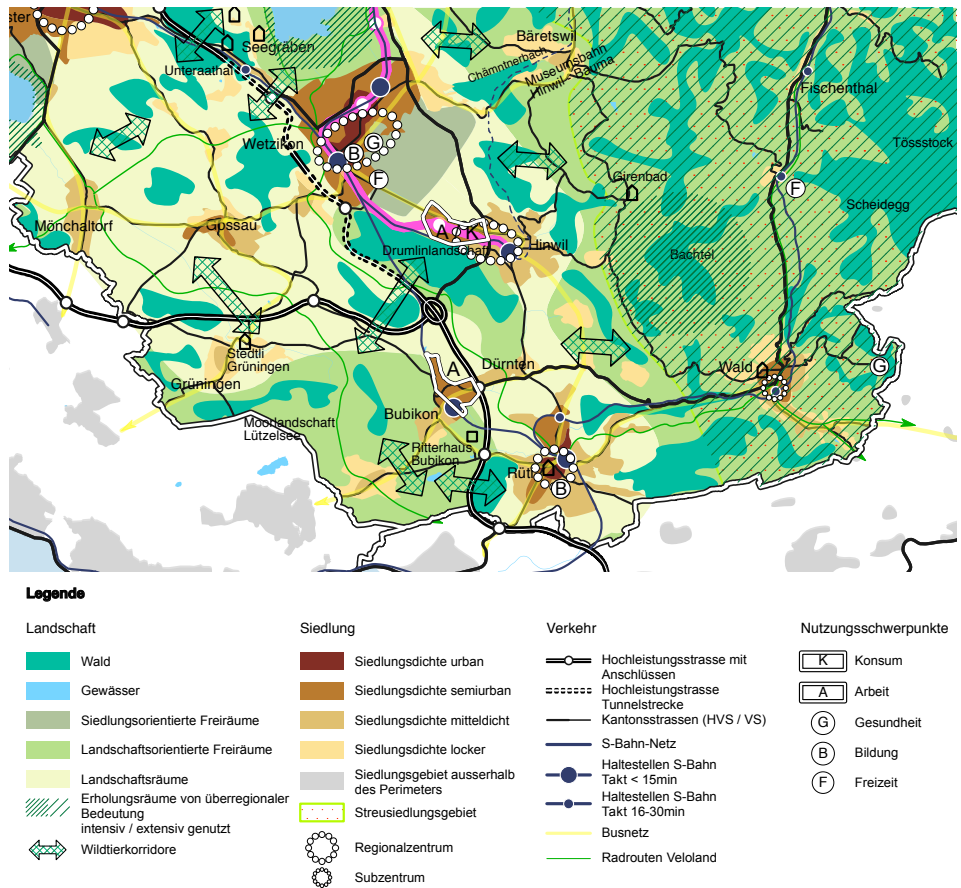 ster
Seegräben
Unteraathal
Bäretswil
Chämtnerbach
Museumsbahn
Hinwil - Bauma
Fischenthal
Tössstock
Wetzikon
B
G
F
Girenbad
F
Scheidegg
Mönchaltorf
Gossau
A
K
Hinwil
Drumlinlandschaft
Bachtel
Stedtli
Grüningen
Grüningen
A
Dürnten
Wald
G
Bubikon
Moorlandschaft
Lützelsee
Ritterhaus
Bubikon
Rüti
B
Legende
Landschaft
Wald
Gewässer
Siedlungsorientierte Freiräume
Landschaftsorientierte Freiräume
Landschaftsräume
Erholungsräume von überregionaler
Bedeutung
intensiv / extensiv genutzt
Wildtierkorridore
Siedlung
Siedlungsdichte urban
Siedlungsdichte semiurban
Siedlungsdichte mitteldicht
Siedlungsdichte locker
Siedlungsgebiet ausserhalb
des Perimeters
Streusiedlungsgebiet
Regionalzentrum
Subzentrum
Verkehr
Hochleistungsstrasse mit
Anschlüssen
Hochleistungstrasse
Tunnelstrecke
Kantonsstrassen (HVS / VS)
S-Bahn-Netz
Haltestellen S-Bahn
Takt < 15min
Haltestellen S-Bahn
Takt 16-30min
Busnetz
Radrouten Veloland
Nutzungsschwerpunkte
K Konsum
A Arbeit
G Gesundheit
B Bildung
F Freizeit